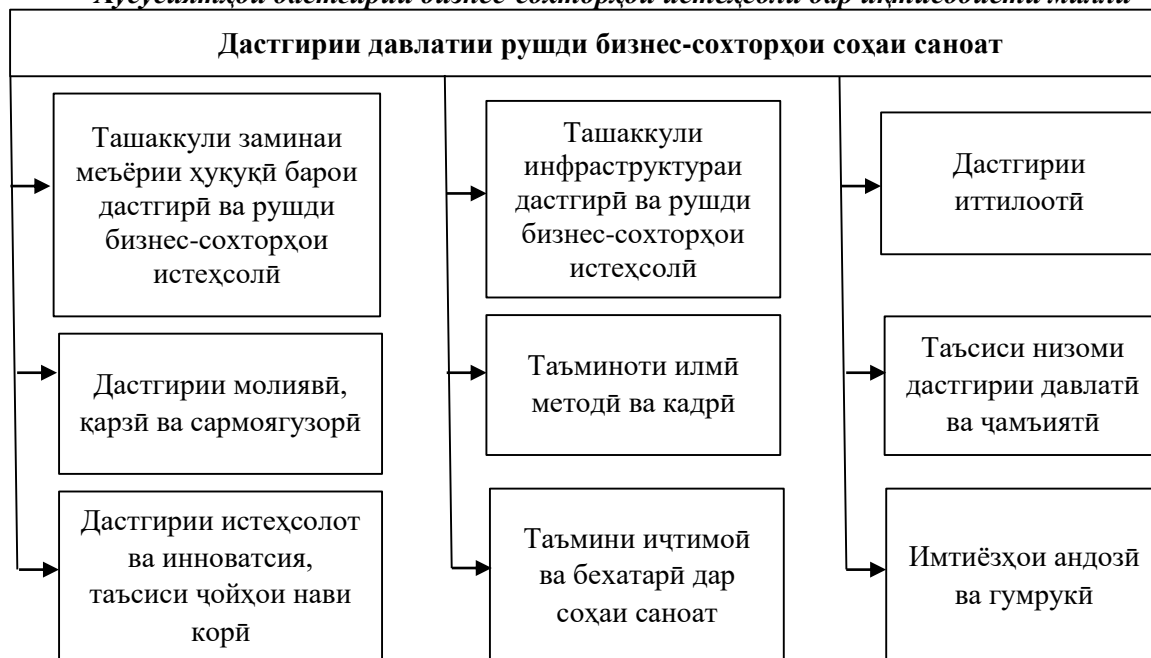 Дастгирии давлатии рушди бизнес-сохторҳои соҳаи саноат
Ташаккули заминаи
меъёрии ҳуқуқӣ барои
дастгирӣ ва рушди
бизнес-сохторҳои
истеҳсолӣ
Ташаккули
инфраструктураи
дастгирӣ ва рушди
бизнес-сохторҳои
истеҳсолӣ
Дастгирии
иттилоотӣ
Дастгирии молиявӣ,
қарзӣ ва сармоягузорӣ
Таъминоти илмӣ
методӣ ва кадрӣ
Таъсиси низоми
дастгирии давлатӣ
ва ҷамъиятӣ
Дастгирии истеҳсолот
ва инноватсия,
таъсиси ҷойҳои нави
корӣ
Таъмини иҷтимоӣ
ва бехатарӣ дар
соҳаи саноат
Имтиёзҳои андозӣ
ва гумрукӣ